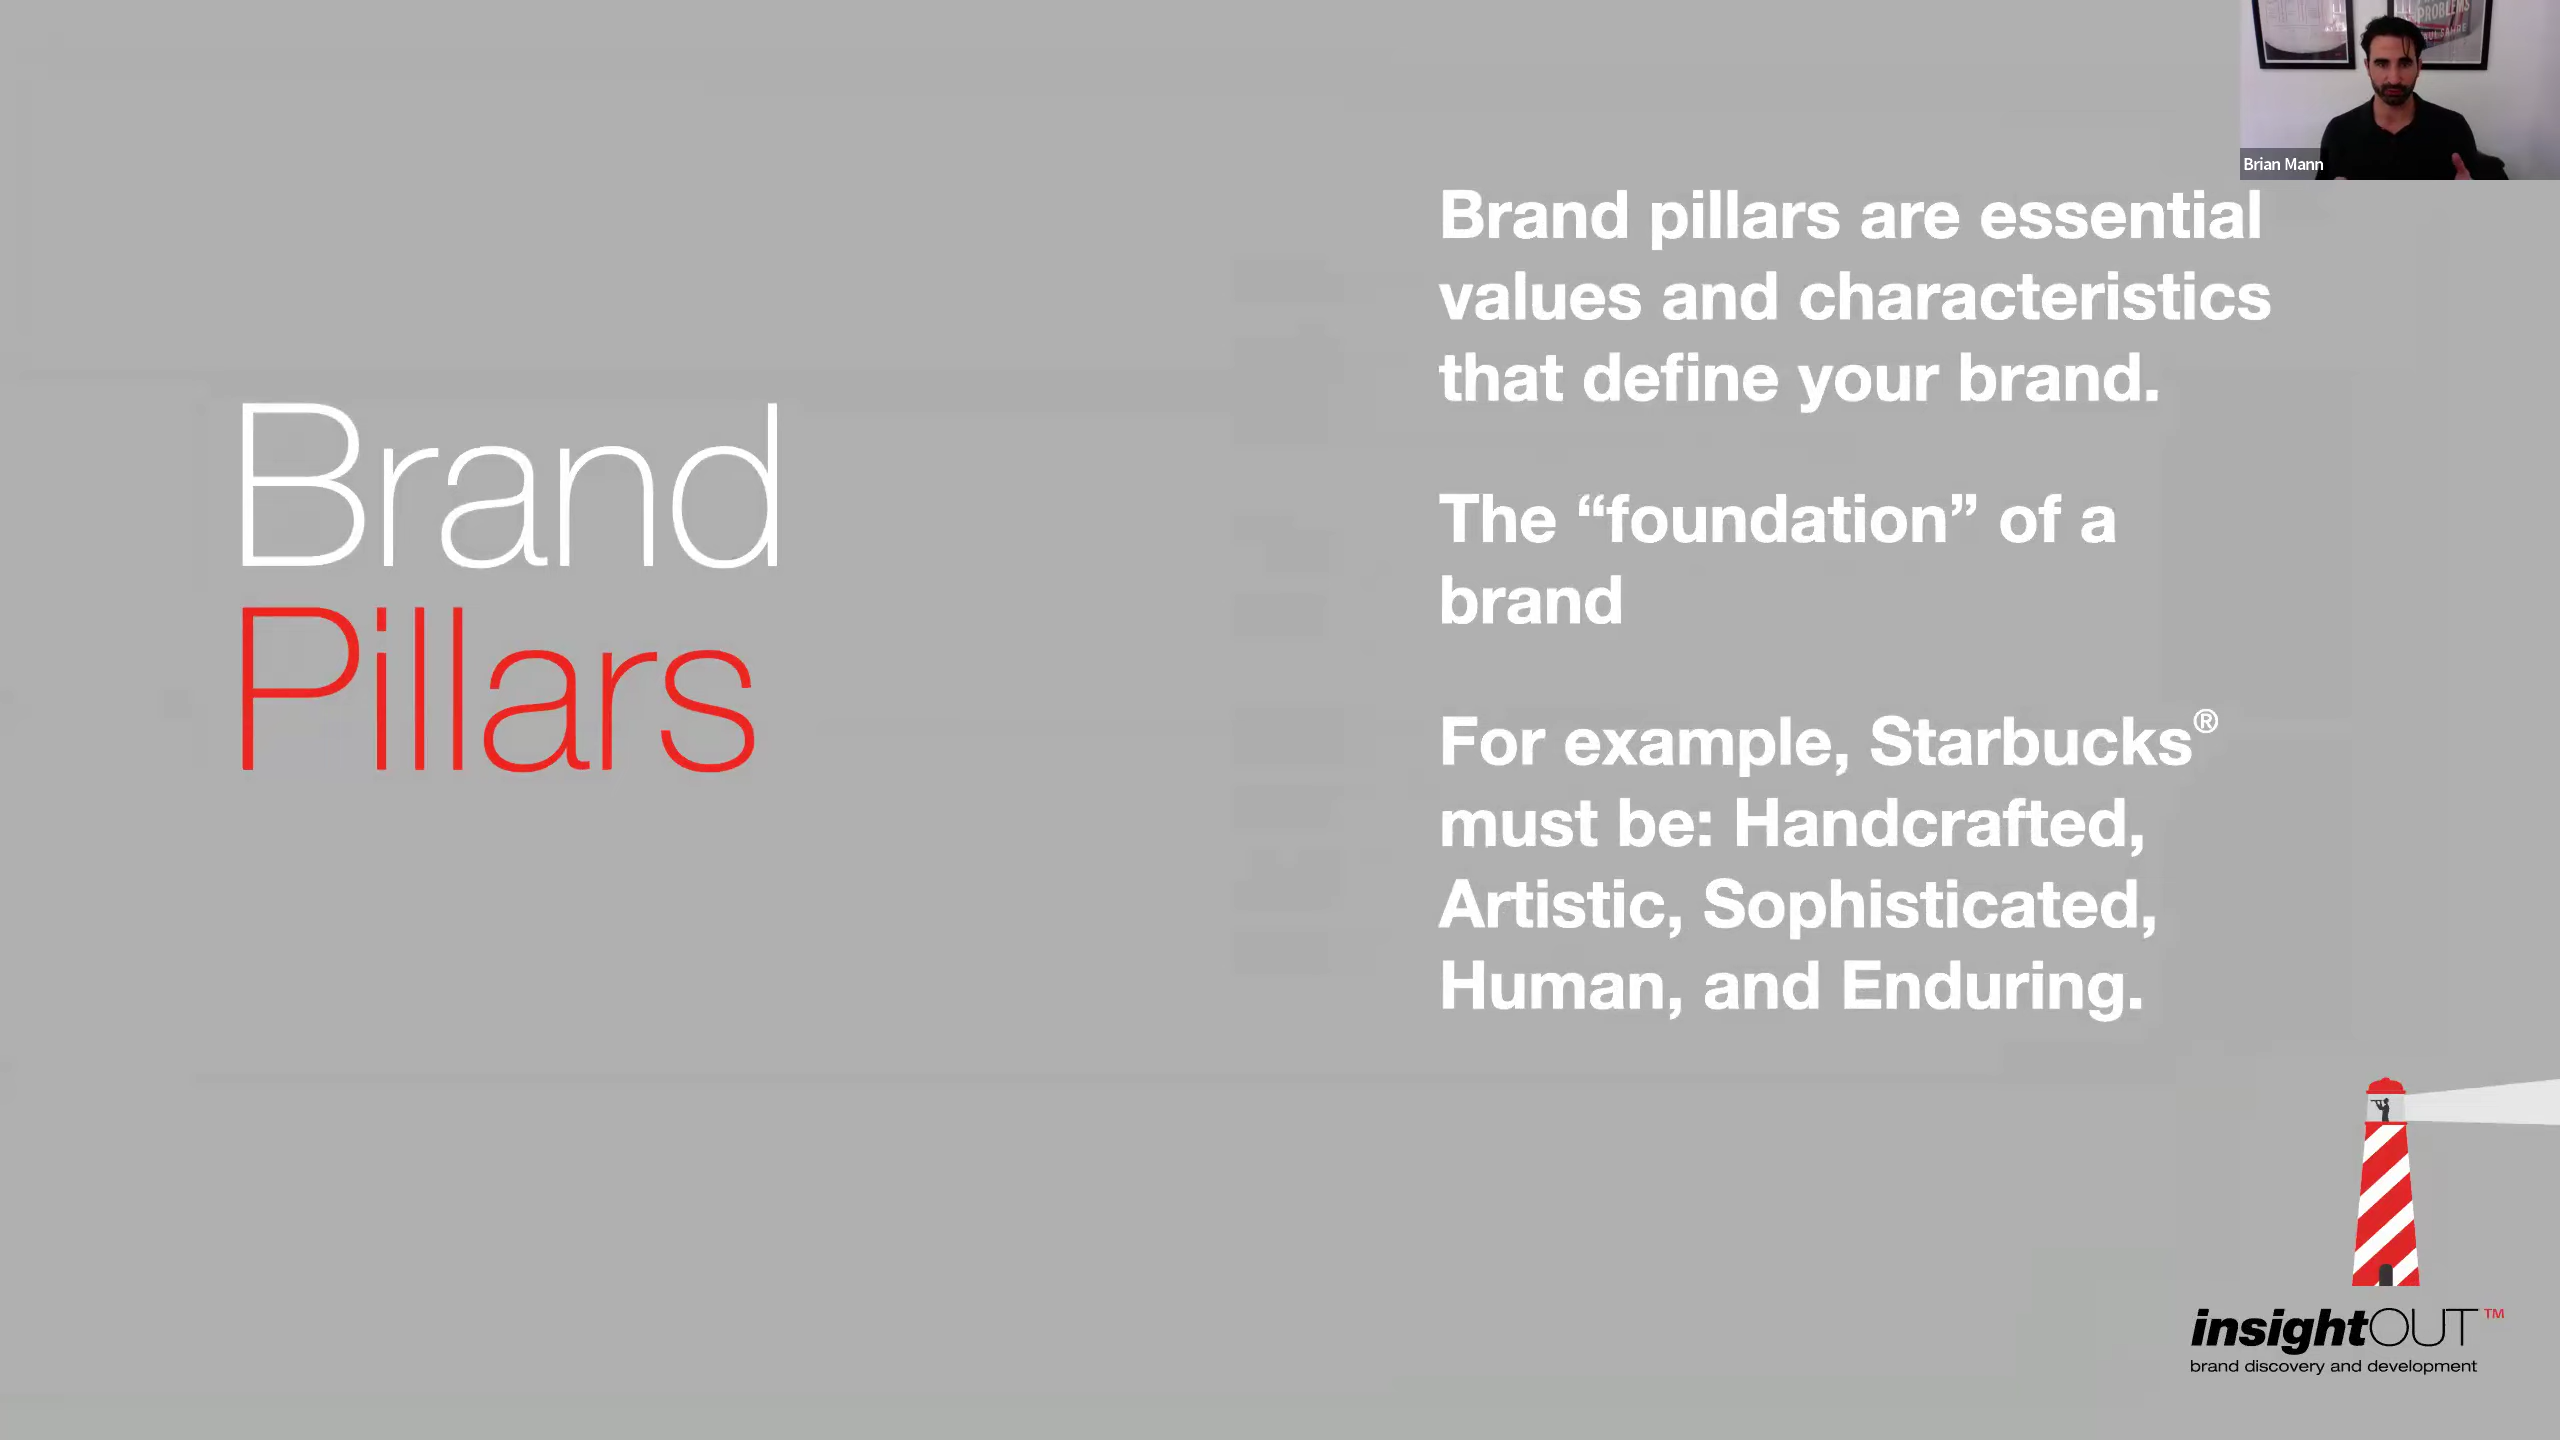 PROBLEMS
Brian Mann
Brand
Pillars
Brand pillars are essential
values and characteristics
that define your brand.
The “foundation” of a
brand
For example, Starbucks®
must be: Handcrafted,
Artistic, Sophisticated,
Human, and Enduring.
insightOUT™
brand discovery and development